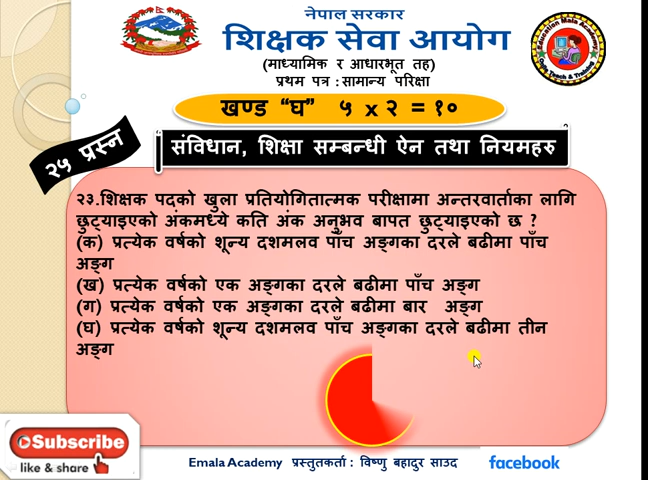 नेपाल सरकार
शिक्षक सेवा आयोग
(माध्यामिक र आधारभूत तह)
प्रथम पत्र : सामान्य परिक्षा
खण्ड “घ” ५ x २ = १०
२५ प्रश्न
संविधान, शिक्षा सम्बन्धी ऐन तथा नियमहरु
२३.शिक्षक पदको खुला प्रतियोगितात्मक परीक्षामा अन्तरवार्ताका लागि
छुट्याइएको अंकमध्ये कति अंक अनुभव बापत छुट्याइएको छ ?
(क) प्रत्येक वर्षको शून्य दशमलव पाँच अङ्गका दरले बढीमा पाँच
अङ्ग
(ख) प्रत्येक वर्षको एक अङ्गका दरले बढीमा पाँच अङ्ग
(ग) प्रत्येक वर्षको एक अङ्गका दरले बढीमा बार अङ्ग
(घ) प्रत्येक वर्षको शून्य दशमलव पाँच अङ्गका दरले बढीमा तीन
अङ्ग
Subscribe
like & share
Emala Academy प्रस्तुतकर्ता : विष्णु बहादुर साउद
facebook